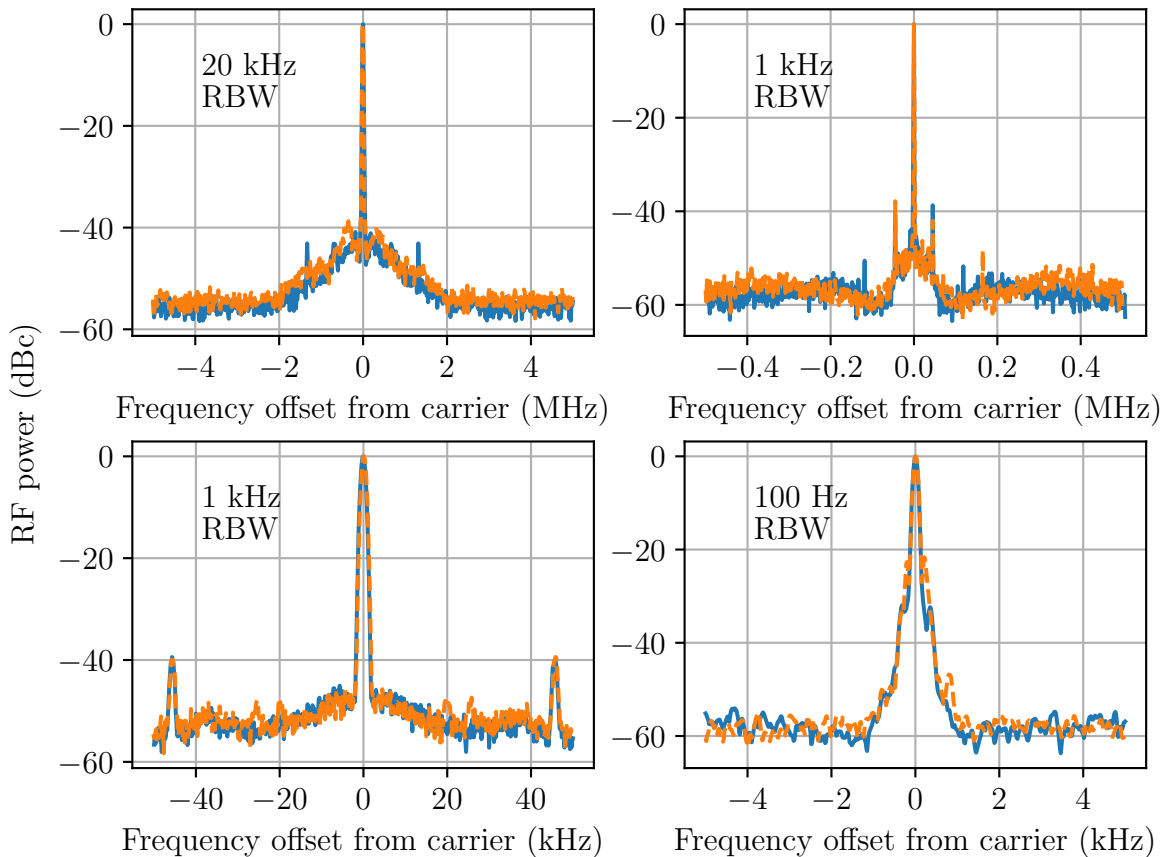 RF power (dBc)
0
−20
−40
−60
20 kHz
RBW
−4 −2 0 2 4
Frequency offset from carrier (MHz)
0
−20
−40
−60
1 kHz
RBW
−0.4 −0.2 0.0 0.2 0.4
Frequency offset from carrier (MHz)
0
−20
−40
−60
1 kHz
RBW
−40 −20 0 20 40
Frequency offset from carrier (kHz)
0
−20
−40
−60
100 Hz
RBW
−4 −2 0 2 4
Frequency offset from carrier (kHz)